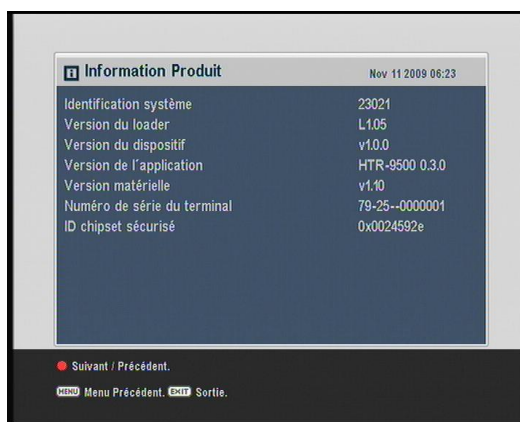 Information Produit
Nov 11 2009 06:23
Identification système 23021
Version du loader L1.05
Version du dispositif v1.0.0
Version de l´application HTR-9500 0.3.0
Version matérielle v1.10
Numéro de série du terminal 79-25--0000001
ID chipset sécurisé 0x0024592e
Suivant / Précédent.
MENU Menu Précédent. EXIT Sortie.